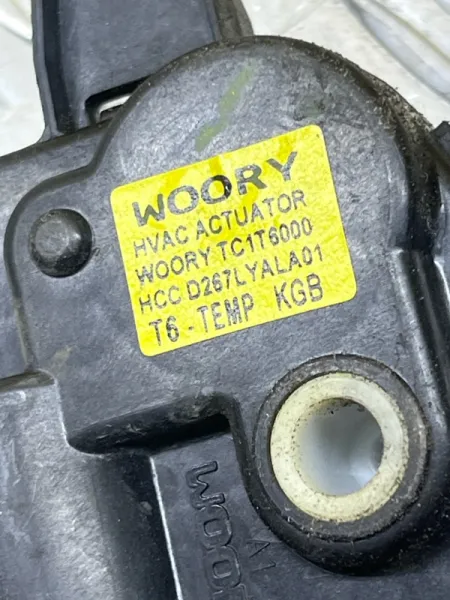 WOORY
HVAC ACTUATOR
WOORY TC1T6000
HCC D267LYALA01
T6 - TEMP KGB